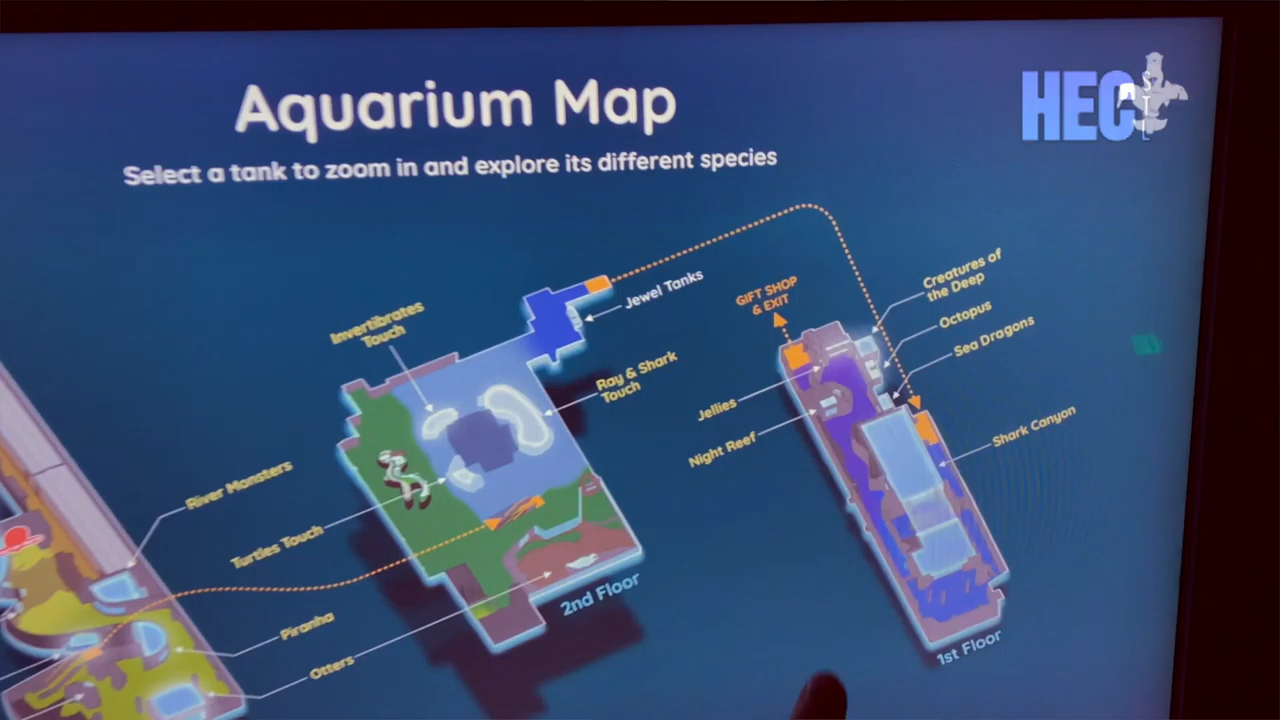 Aquarium Map
Select a tank to zoom in and explore its different species
HEC
STL
Jewel Tanks
Invertibrates
Touch
Ray & Shark
Touch
River Monsters
Turtles Touch
Piranha
Otters
2nd Floor
GIFT SHOP
& EXIT
Creatures of
the Deep
Octopus
Sea Dragons
Jellies
Night Reef
Shark Canyon
1st Floor